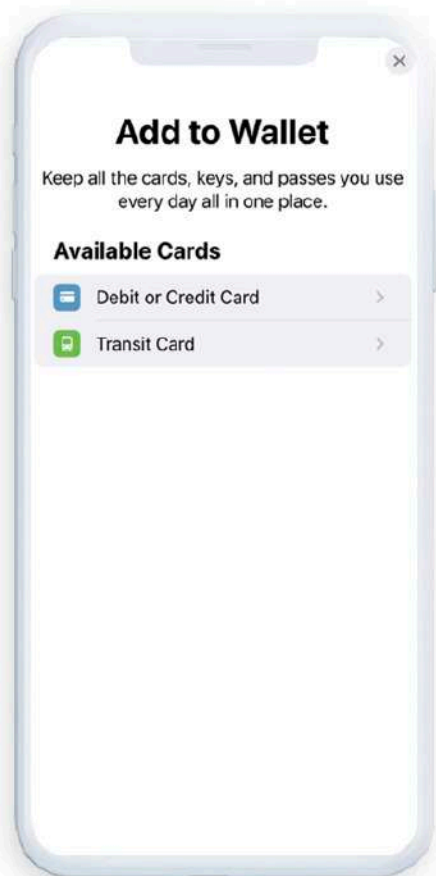 Add to Wallet
Keep all the cards, keys, and passes you use
every day all in one place.
Available Cards
Debit or Credit Card
Transit Card